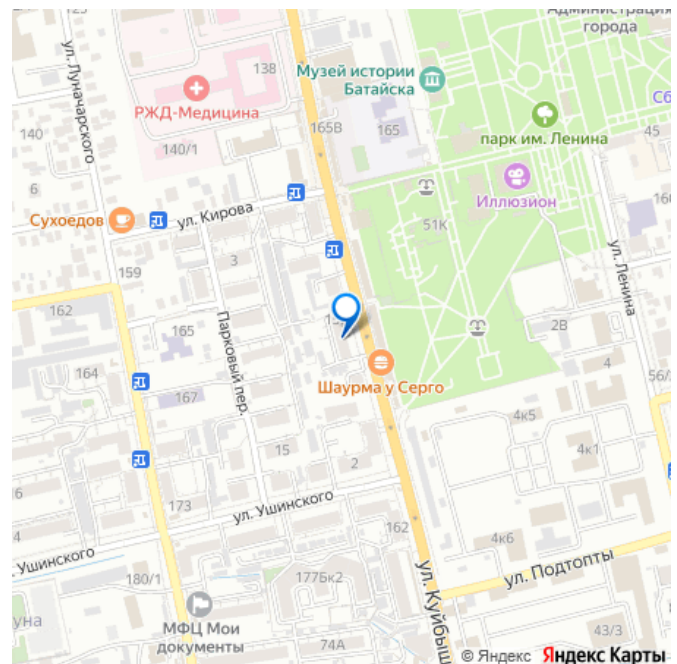 Администрация
города
ул. Луначарского
138
Музей истории
Батайска
РЖД-Медицина
165В
165
парк им. Ленина
45
140
140/1
6
Иллюзион
Сухоедов
ул. Кирова
51К
159
3
ул. Ленина
162
165
Парковый пер.
2В
164
Шаурма у Серго
56/2
167
4к5
15
4к1
2
6
173
ул. Ушинского
162
4
4к6
Ушинского
180/1
177Бк2
ул. Подтопты
ул. Куйбыш
МФЦ Мои
документы
74А
43/3
© Яндекс Яндекс Карты